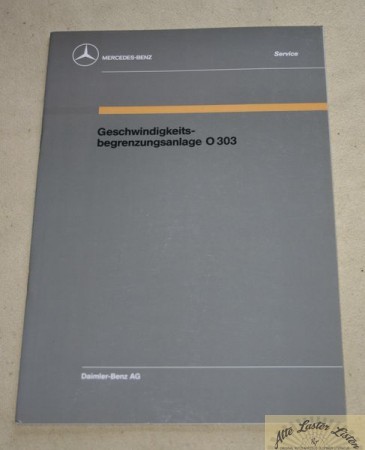 MERCEDES-BENZ
Service
Geschwindigkeits-
begrenzungsanlage O 303
Daimler-Benz AG
Alte Laster Listen